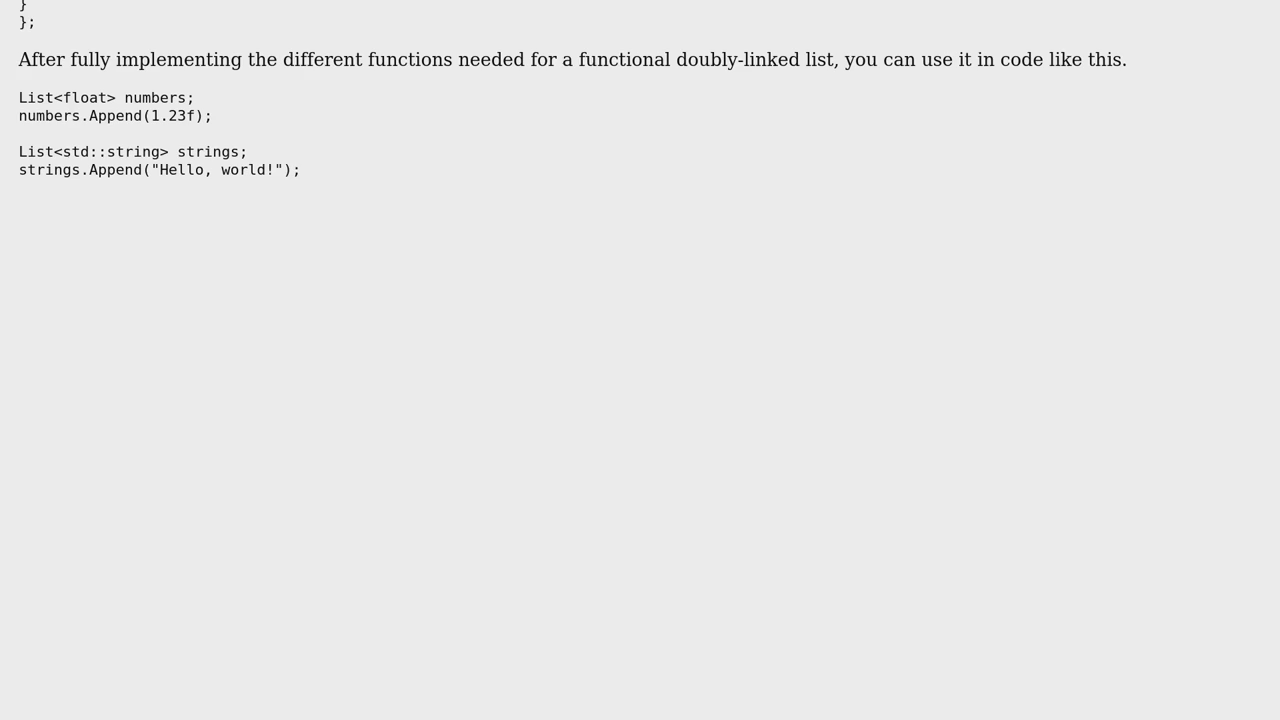 }
};
After fully implementing the different functions needed for a functional doubly-linked list, you can use it in code like this.
List<float> numbers;
numbers.Append(1.23f);
List<std::string> strings;
strings.Append("Hello, world!");